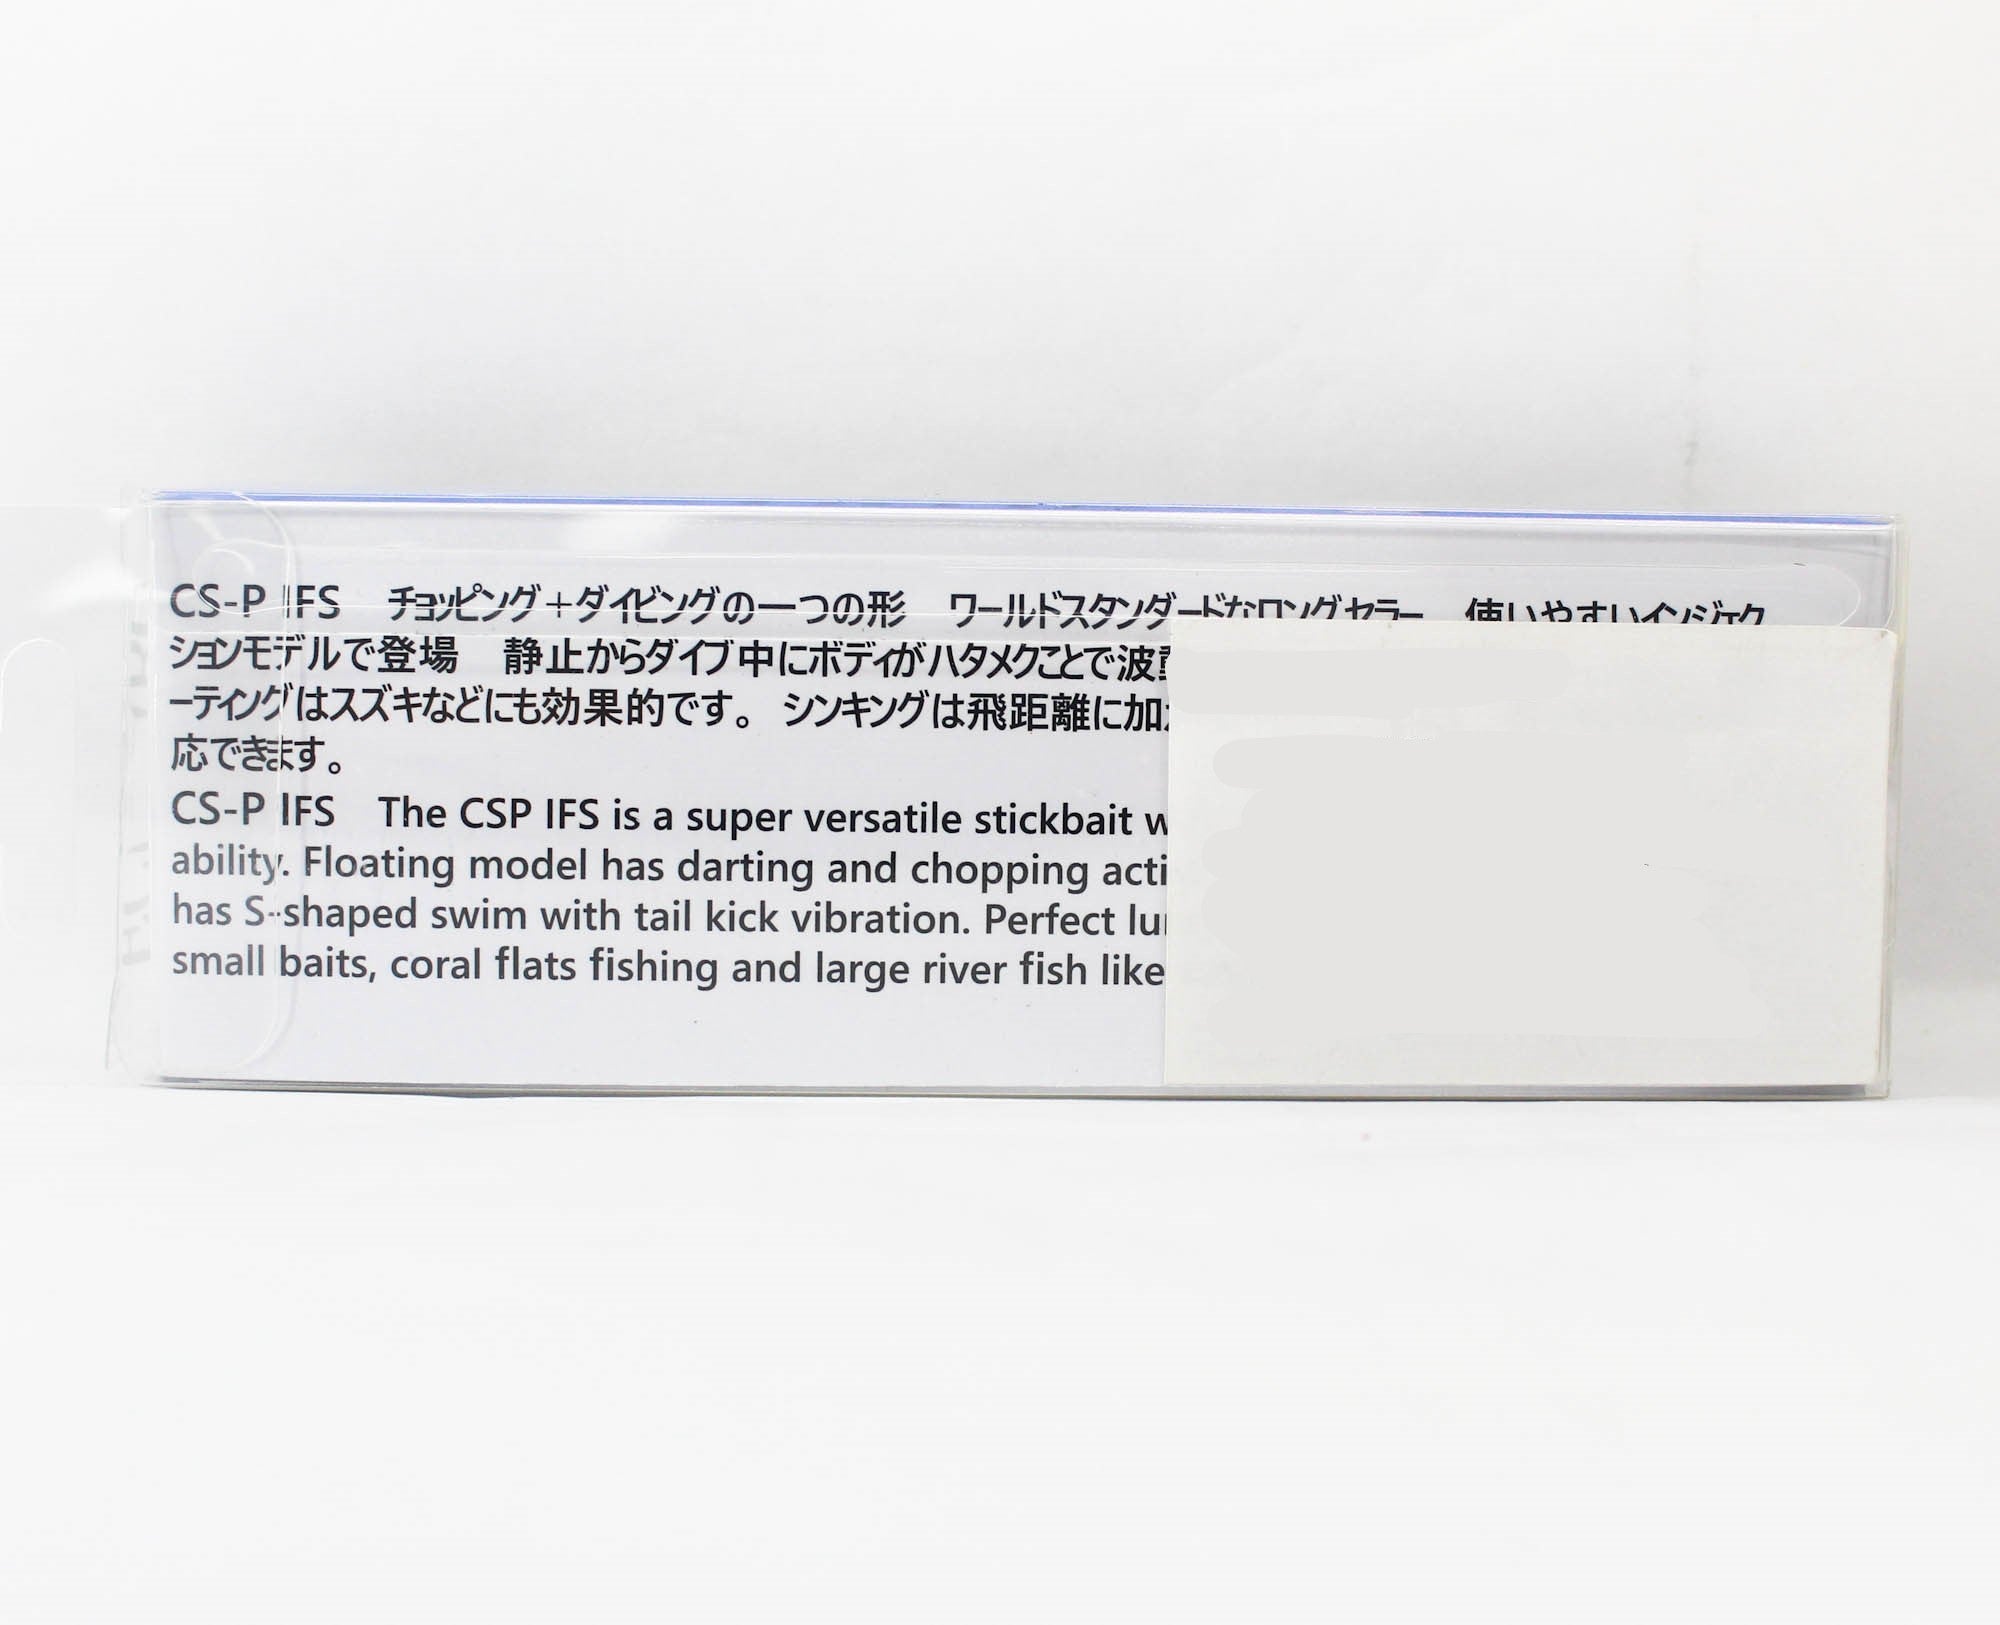 CS-P IFS　チョッピング＋ダイビングの一つの形　ワールドスタンダードなロングセラー　使いやすいインジェク
ションモデルで登場　静止からダイブ中にボディがハタメクことで波
ーティングはスズキなどにも効果的です。 シンキングは飛距離に加
応できます。
CS-P IFS　The CSP IFS is a super versatile stickbait
ability. Floating model has darting and chopping
has S-shaped swim with tail kick vibration. Perfect
small baits, coral flats fishing and large river fish like